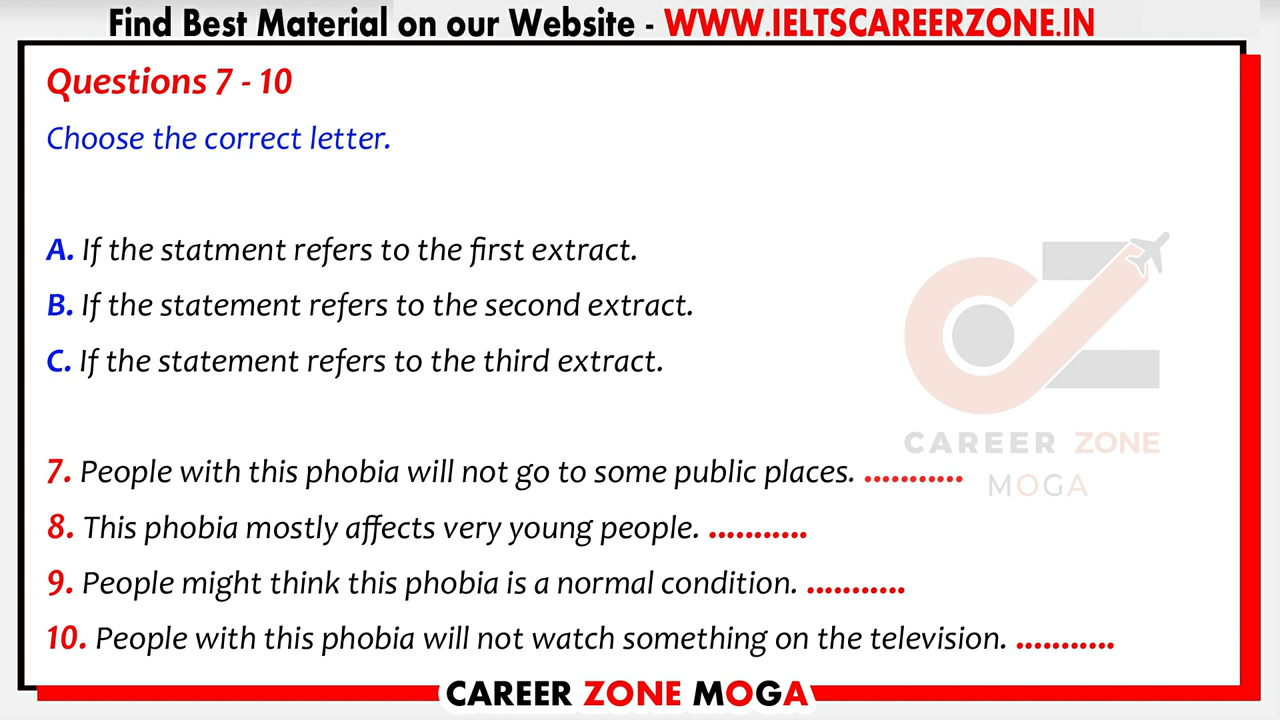 Find Best Material on our Website - WWW.IELTSCAREERZONE.IN
Questions 7 - 10
Choose the correct letter.
A. If the statment refers to the first extract.
B. If the statement refers to the second extract.
C. If the statement refers to the third extract.
CAREER ZONE
MOGA
7. People with this phobia will not go to some public places. ...........
8. This phobia mostly affects very young people. ...........
9. People might think this phobia is a normal condition. ...........
10. People with this phobia will not watch something on the television. ...........
CAREER ZONE MOGA